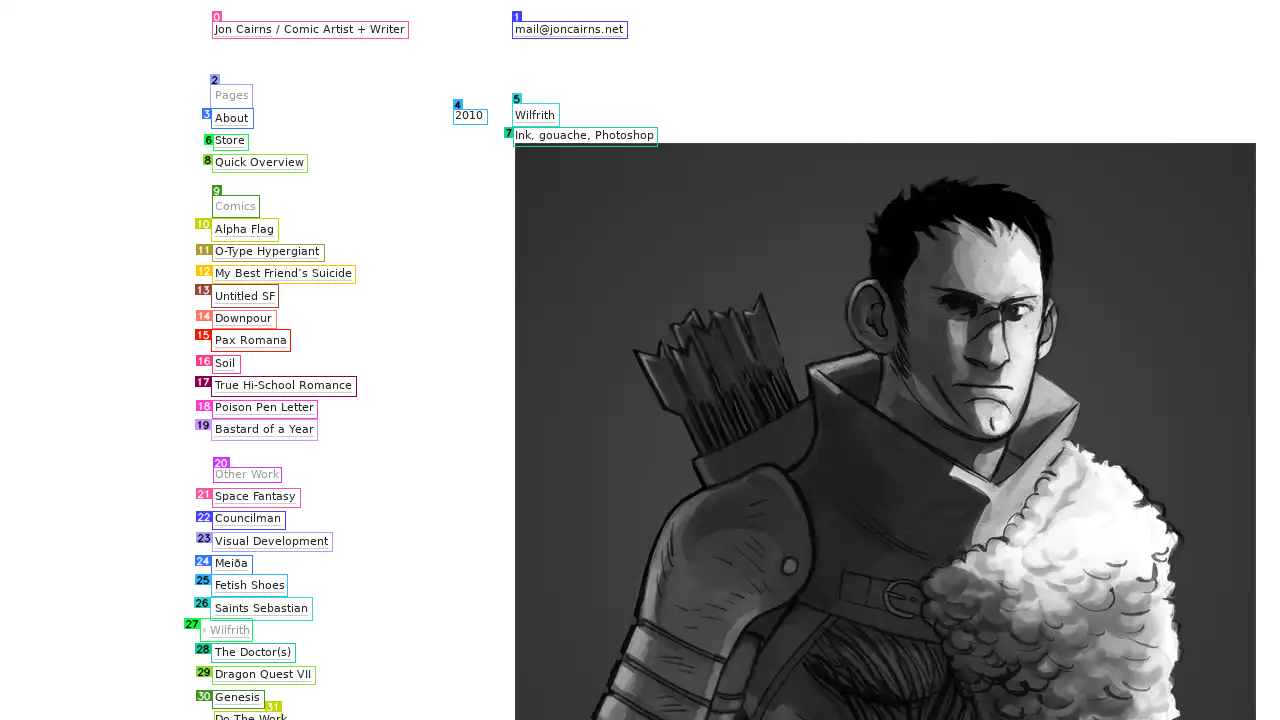 0
Jon Cairns / Comic Artist + Writer
1
mail@joncairns.net
2
Pages
3
About
4
2010
5
Wilfrith
6
Store
7
Ink, gouache, Photoshop
8
Quick Overview
9
Comics
10
Alpha Flag
11
O-Type Hypergiant
12
My Best Friend’s Suicide
13
Untitled SF
14
Downpour
15
Pax Romana
16
Soil
17
True Hi-School Romance
18
Poison Pen Letter
19
Bastard of a Year
20
Other Work
21
Space Fantasy
22
Councilman
23
Visual Development
24
Meiða
25
Fetish Shoes
26
Saints Sebastian
27
› Wilfrith
28
The Doctor(s)
29
Dragon Quest VII
30
Genesis
31
Do The Work